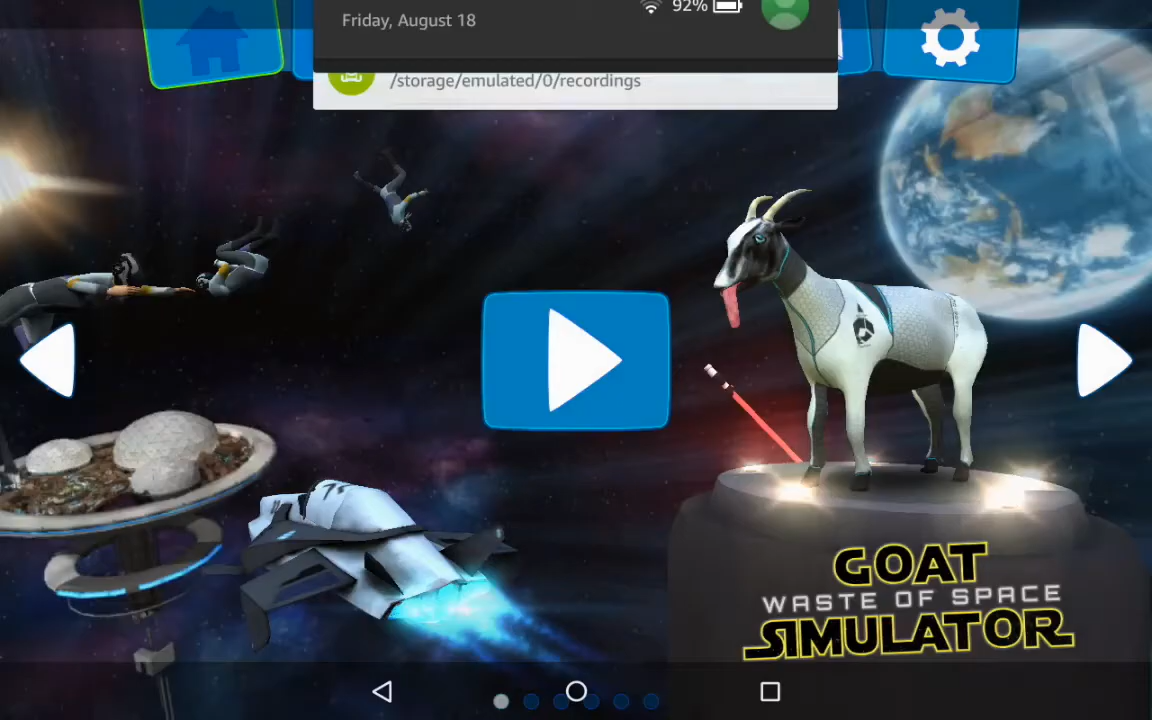 92%
Friday, August 18
/storage/emulated/0/recordings
GOAT
WASTE OF SPACE
SIMULATOR